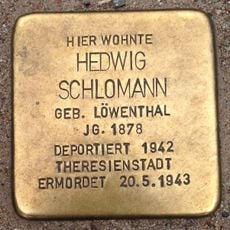 HIER WOHNTE
HEDWIG
SCHLOMANN
GEB. LÖWENTHAL
JG. 1878
DEPORTIERT 1942
THERESIENSTADT
ERMORDET 20.5.1943